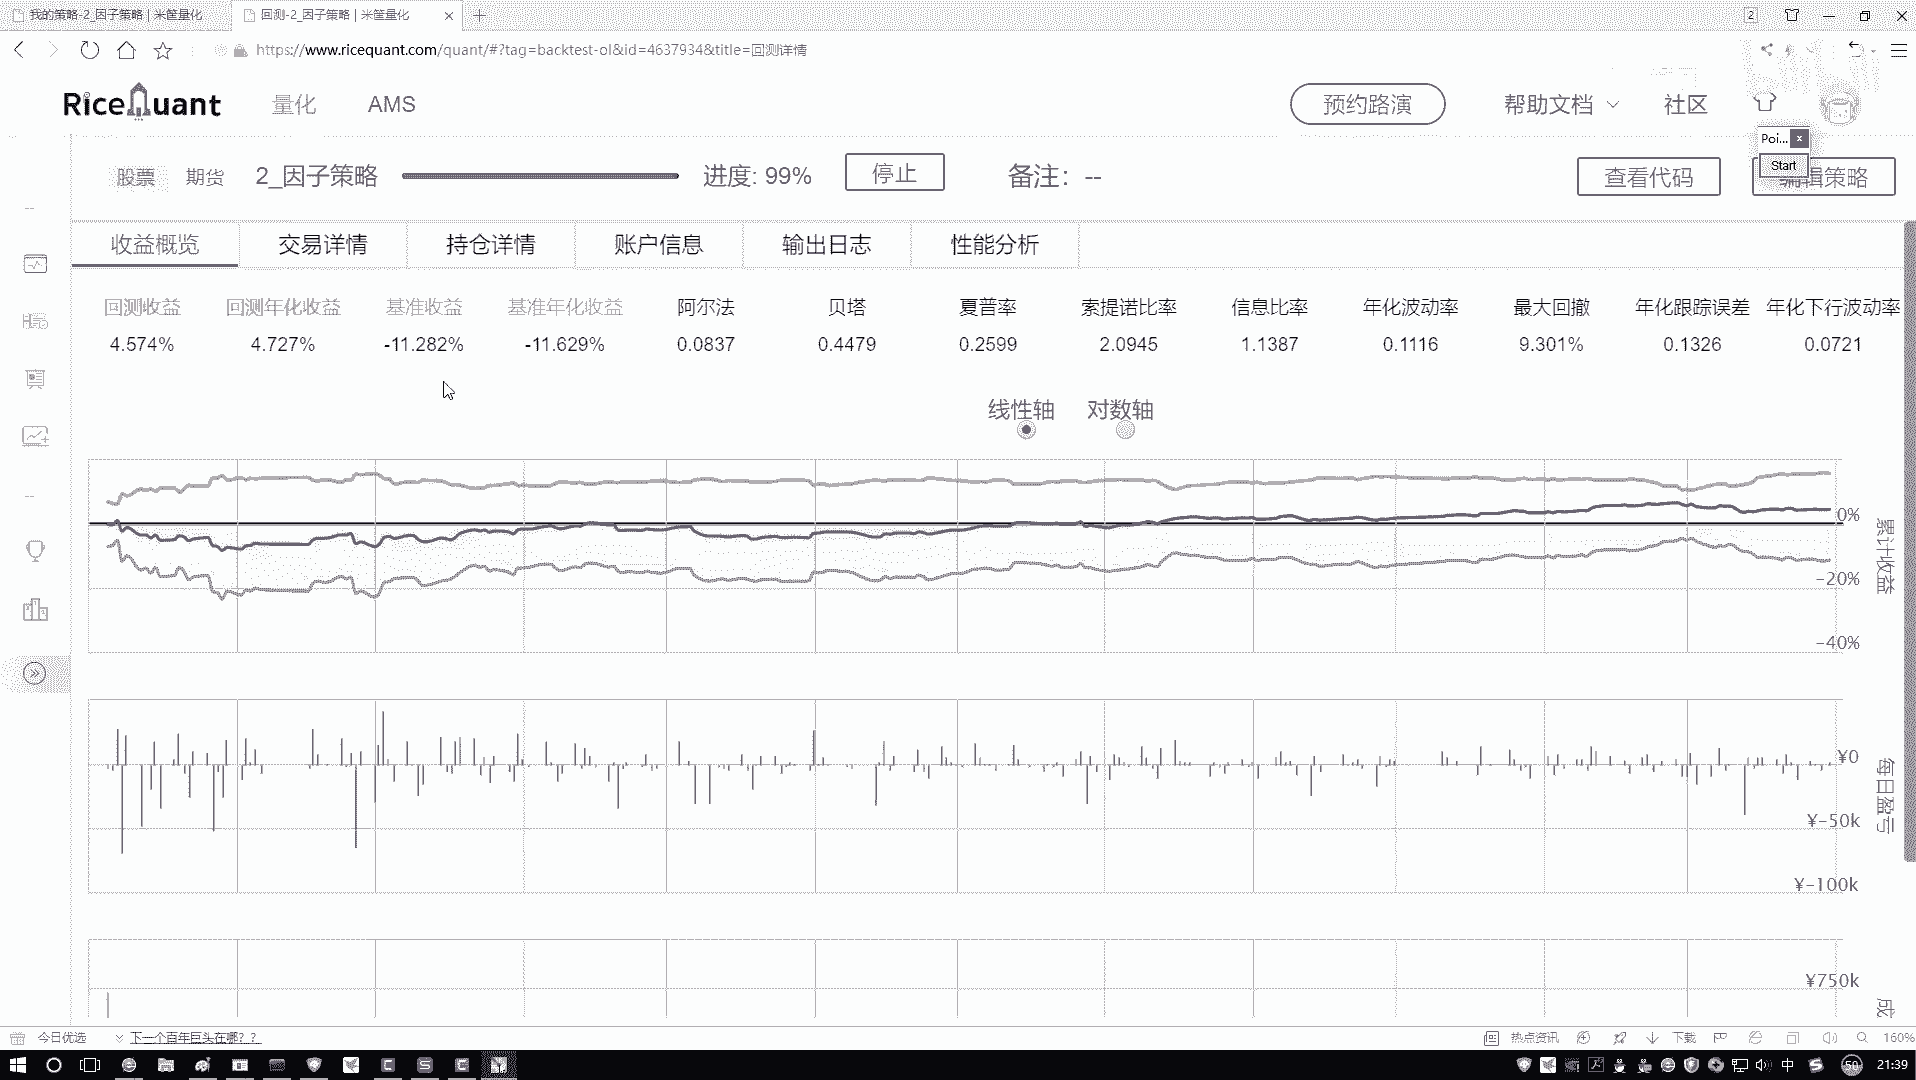 我的策略-2_因子策略 | 米筐量化
回测-2_因子策略 | 米筐量化
2
https://www.ricequant.com/quant/#?tag=backtest-ol&id=4637934&title=回测详情
RiceQuant
量化
AMS
预约路演
帮助文档
社区
Poi...
Start
股票
期货
2_因子策略
进度: 99%
停止
备注: --
查看代码
编辑策略
收益概览
交易详情
持仓详情
账户信息
输出日志
性能分析
回测收益 回测年化收益 基准收益 基准年化收益 阿尔法 贝塔 夏普率 索提诺比率 信息比率 年化波动率 最大回撤 年化跟踪误差 年化下行波动率
4.574% 4.727% -11.282% -11.629% 0.0837 0.4479 0.2599 2.0945 1.1387 0.1116 9.301% 0.1326 0.0721
线性轴 对数轴
0%
-20%
-40%
累计收益
¥0
¥-50k
¥-100k
每日盈亏
¥750k
成
今日优选
下一个百年巨头在哪？？
热点资讯
下载
160%
中
50
21:39